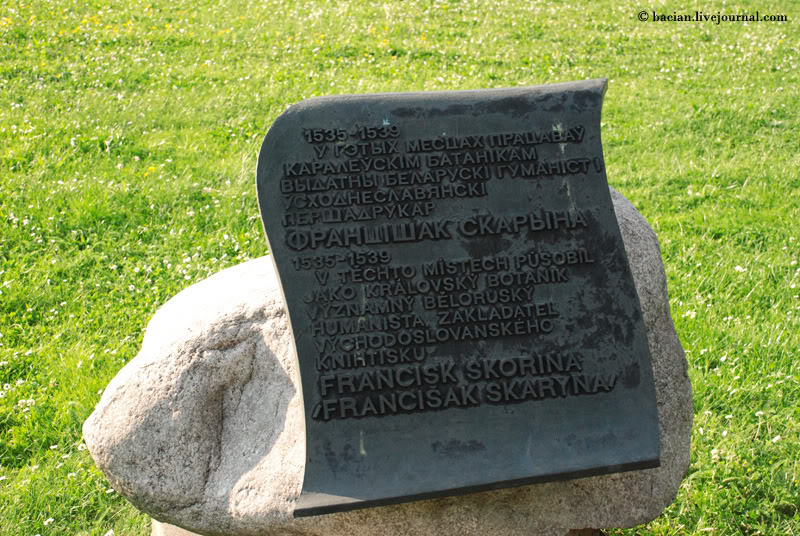 © bacian.livejournal.com
1535-1539
У ГЭТЫХ МЕСЦАХ ПРАЦАВАЎ
КАРАЛЕЎСКІМ БАТАНІКАМ
ВЫДАТНЫ БЕЛАРУСКІ ГУМАНІСТ І
УСХОДНЕСЛАВЯНСКІ
ПЕРШАДРУКАР
ФРАНЦІШАК СКАРЫНА
1535-1539
V TĚCHTO MÍSTECH PŮSOBIL
JAKO KRÁLOVSKÝ BOTANIK
VÝZNAMNÝ BĚLORUSKÝ
HUMANISTA, ZAKLADATEL
VÝCHODOSLOVANSKÉHO
KNIHTISKU
FRANCISK SKORINA
/FRANCIŠAK SKARYNA/